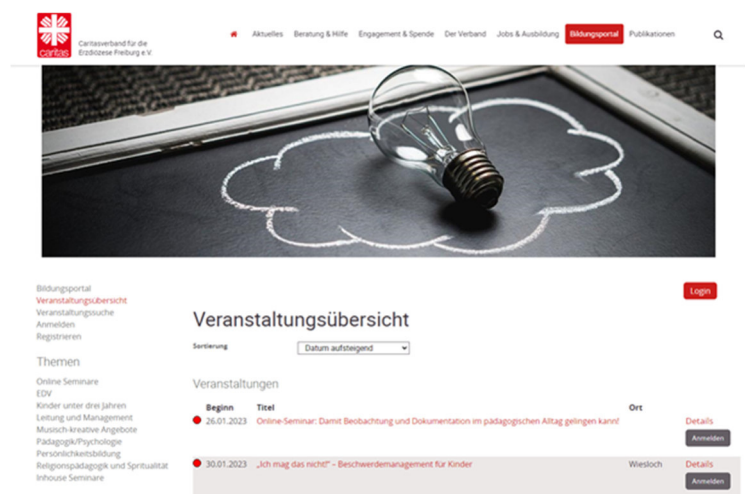 caritas
Caritasverband für die
Erzdiözese Freiburg e.V.
Aktuelles Beratung & Hilfe Engagement & Spende Der Verband Jobs & Ausbildung Bildungsportal Publikationen
Bildungsportal
Veranstaltungsübersicht
Veranstaltungssuche
Anmelden
Registrieren
Themen
Online Seminare
EDV
Kinder unter drei Jahren
Leitung und Management
Musisch-kreative Angebote
Pädagogik/Psychologie
Persönlichkeitsbildung
Religionspädagogik und Spritualität
Inhouse Seminare
Login
Veranstaltungsübersicht
Sortierung Datum aufsteigend
Veranstaltungen
Beginn Titel Ort
26.01.2023 Online-Seminar: Damit Beobachtung und Dokumentation im pädagogischen Alltag gelingen kann! Details
Anmelden
30.01.2023 „Ich mag das nicht!" – Beschwerdemanagement für Kinder Wiesloch Details
Anmelden